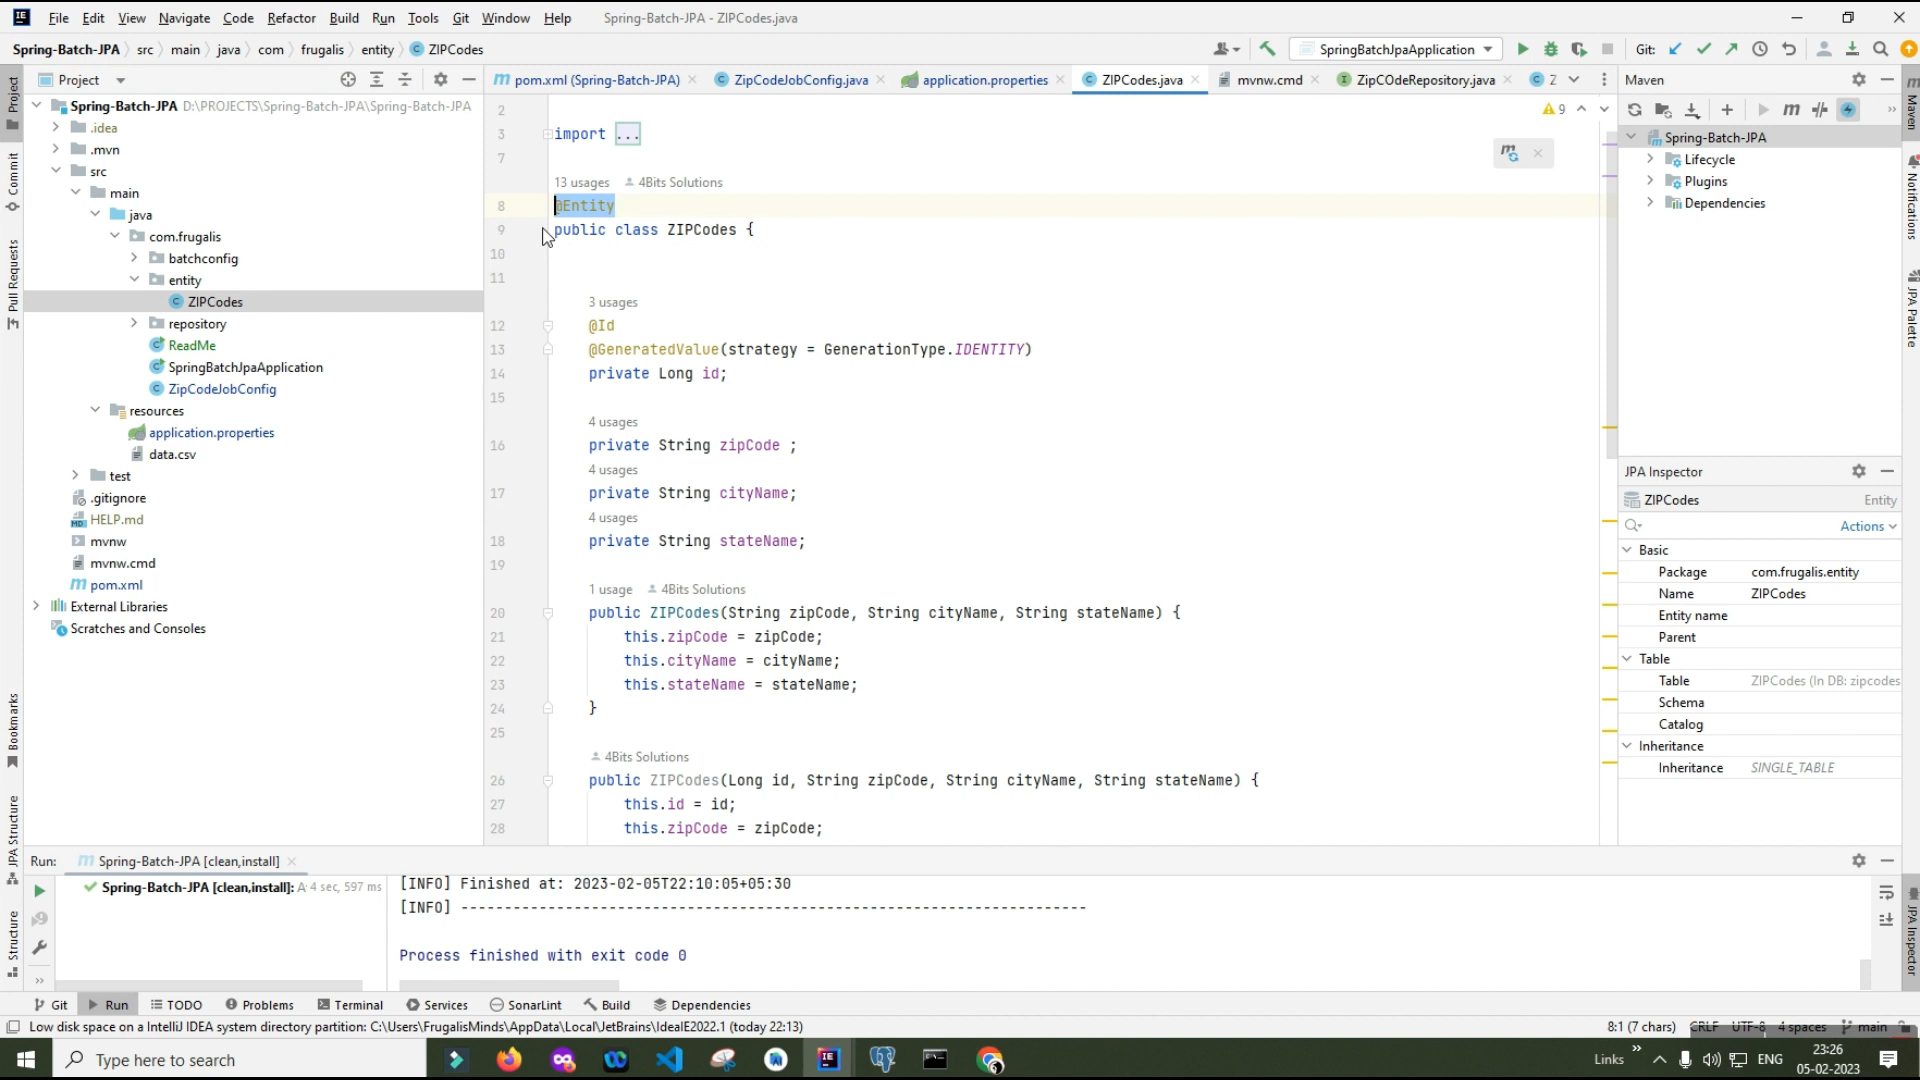 File Edit View Navigate Code Refactor Build Run Tools Git Window Help Spring-Batch-JPA - ZIPCodes.java
Spring-Batch-JPA src main java com frugalis entity ZIPCodes
SpringBatchJpaApplication Git:
Project
pom.xml (Spring-Batch-JPA) ZipCodeJobConfig.java application.properties ZIPCodes.java mvnw.cmd ZipCOdeRepository.java Z
Maven
Spring-Batch-JPA D:\PROJECTS\Spring-Batch-JPA\Spring-Batch-JPA
.idea
.mvn
src
main
java
com.frugalis
batchconfig
entity
ZIPCodes
repository
ReadMe
SpringBatchJpaApplication
ZipCodeJobConfig
resources
application.properties
data.csv
test
.gitignore
HELP.md
mvnw
mvnw.cmd
pom.xml
External Libraries
Scratches and Consoles
Project
Commit
Pull Requests
Bookmarks
JPA Structure
Structure
2
3 import ...
7
13 usages 4Bits Solutions
8 @Entity
9 public class ZIPCodes {
10
11
3 usages
12 @Id
13 @GeneratedValue(strategy = GenerationType.IDENTITY)
14 private Long id;
15
4 usages
16 private String zipCode ;
4 usages
17 private String cityName;
4 usages
18 private String stateName;
19
1 usage 4Bits Solutions
20 public ZIPCodes(String zipCode, String cityName, String stateName) {
21 this.zipCode = zipCode;
22 this.cityName = cityName;
23 this.stateName = stateName;
24 }
25
4Bits Solutions
26 public ZIPCodes(Long id, String zipCode, String cityName, String stateName) {
27 this.id = id;
28 this.zipCode = zipCode;
9
Spring-Batch-JPA
Lifecycle
Plugins
Dependencies
JPA Inspector
ZIPCodes Entity
Actions
Basic
Package com.frugalis.entity
Name ZIPCodes
Entity name
Parent
Table
Table ZIPCodes (In DB: zipcodes
Schema
Catalog
Inheritance
Inheritance SINGLE_TABLE
Maven
Notifications
JPA Palette
JPA Inspector
Run: Spring-Batch-JPA [clean,install]
Spring-Batch-JPA [clean,install]: A 4 sec, 597 ms
[INFO] Finished at: 2023-02-05T22:10:05+05:30
[INFO] ------------------------------------------------------------------------
Process finished with exit code 0
Git Run TODO Problems Terminal Services SonarLint Build Dependencies
Low disk space on a IntelliJ IDEA system directory partition: C:\Users\FrugalisMinds\AppData\Local\JetBrains\IdeaIE2022.1 (today 22:13)
8:1 (7 chars) CRLF UTF-8 4 spaces main
Type here to search
Links ENG
23:26
05-02-2023